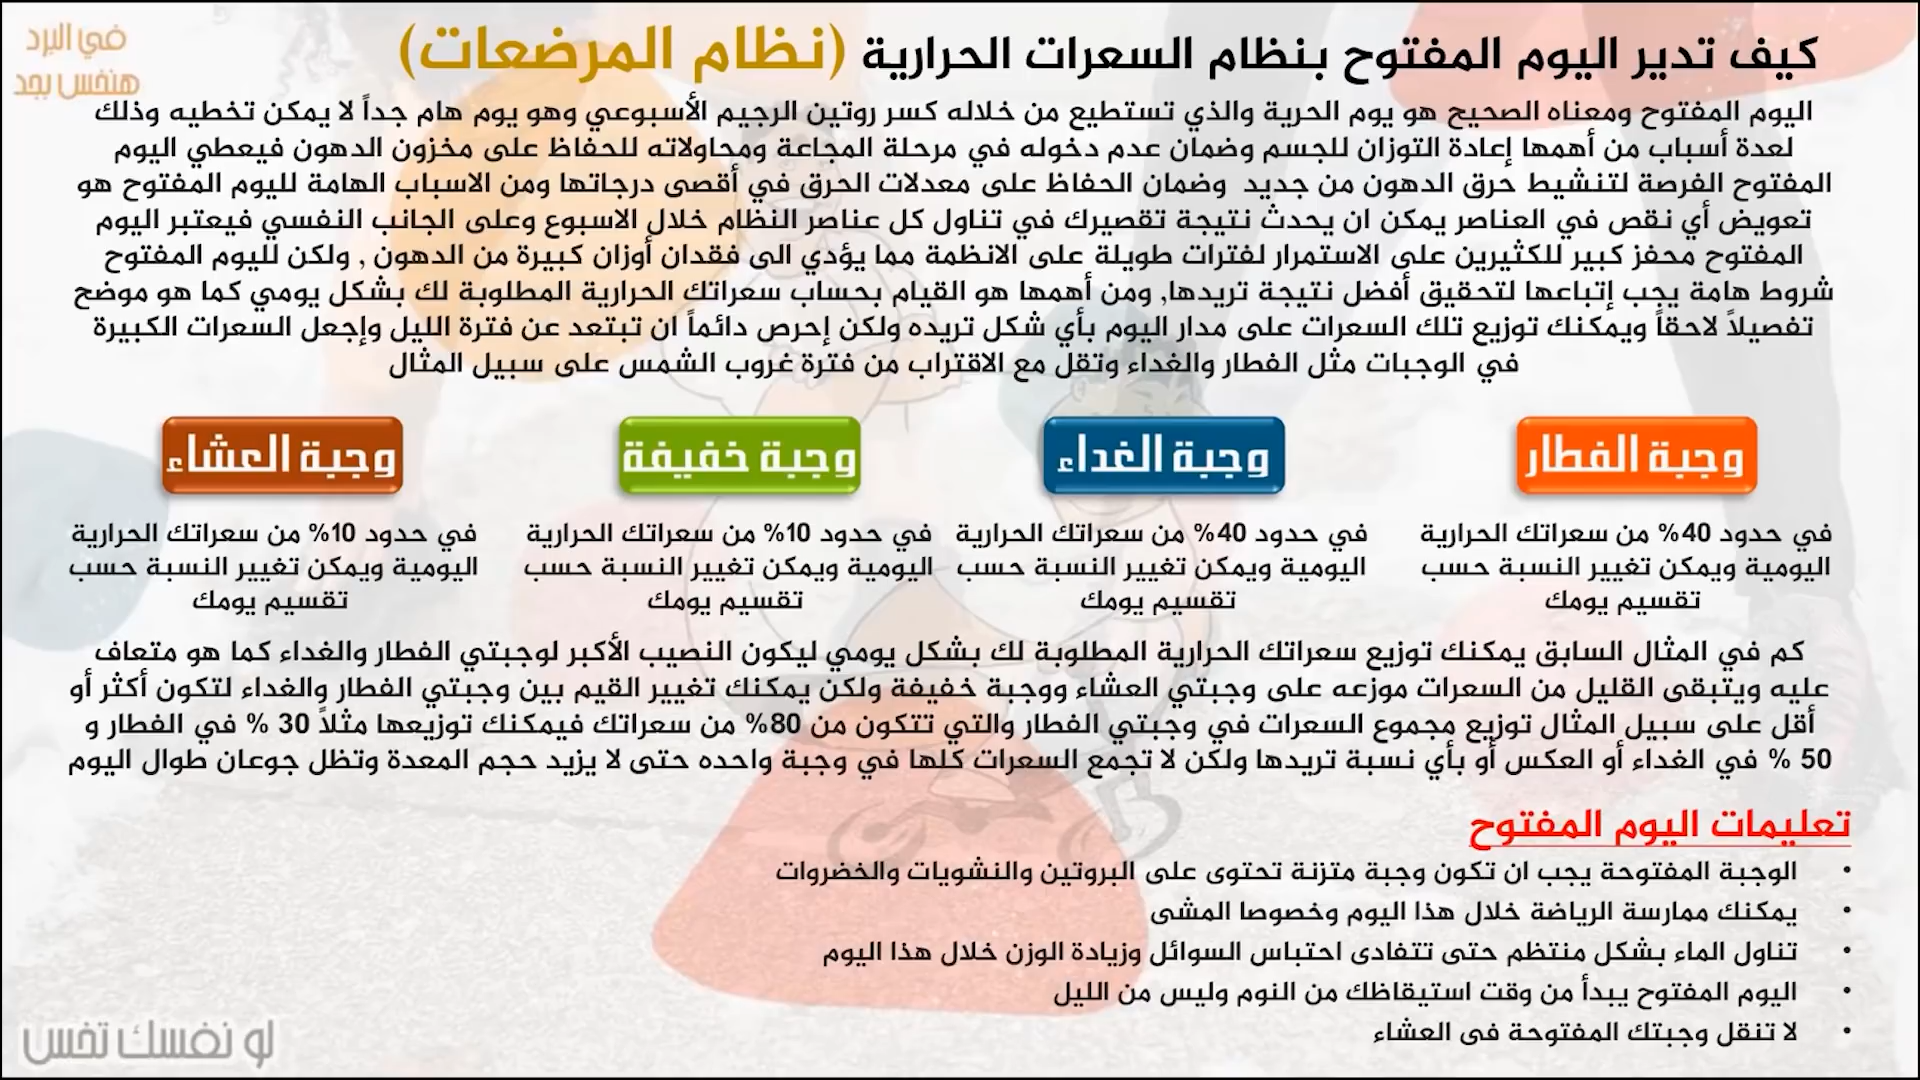 في البرد
هنخس بجد
كيف تدير اليوم المفتوح بنظام السعرات الحرارية (نظام المرضعات)
اليوم المفتوح ومعناه الصحيح هو يوم الحرية والذي تستطيع من خلاله كسر روتين الرجيم الأسبوعي وهو يوم هام جداً لا يمكن تخطيه وذلك
لعدة أسباب من أهمها إعادة التوزان للجسم وضمان عدم دخوله في مرحلة المجاعة ومحاولاته للحفاظ على مخزون الدهون فيعطي اليوم
المفتوح الفرصة لتنشيط حرق الدهون من جديد وضمان الحفاظ على معدلات الحرق في أقصى درجاتها ومن الاسباب الهامة لليوم المفتوح هو
تعويض أي نقص في العناصر يمكن ان يحدث نتيجة تقصيرك في تناول كل عناصر النظام خلال الاسبوع وعلى الجانب النفسي فيعتبر اليوم
المفتوح محفز كبير للكثيرين على الاستمرار لفترات طويلة على الانظمة مما يؤدي الى فقدان أوزان كبيرة من الدهون , ولكن لليوم المفتوح
شروط هامة يجب إتباعها لتحقيق أفضل نتيجة تريدها, ومن أهمها هو القيام بحساب سعراتك الحرارية المطلوبة لك بشكل يومي كما هو موضح
تفصيلاً لاحقاً ويمكنك توزيع تلك السعرات على مدار اليوم بأي شكل تريده ولكن إحرص دائماً ان تبتعد عن فترة الليل وإجعل السعرات الكبيرة
في الوجبات مثل الفطار والغداء وتقل مع الاقتراب من فترة غروب الشمس على سبيل المثال
وجبة الفطار
في حدود 40% من سعراتك الحرارية
اليومية ويمكن تغيير النسبة حسب
تقسيم يومك
وجبة الغداء
في حدود 40% من سعراتك الحرارية
اليومية ويمكن تغيير النسبة حسب
تقسيم يومك
وجبة خفيفة
في حدود 10% من سعراتك الحرارية
اليومية ويمكن تغيير النسبة حسب
تقسيم يومك
وجبة العشاء
في حدود 10% من سعراتك الحرارية
اليومية ويمكن تغيير النسبة حسب
تقسيم يومك
كم في المثال السابق يمكنك توزيع سعراتك الحرارية المطلوبة لك بشكل يومي ليكون النصيب الأكبر لوجبتي الفطار والغداء كما هو متعاف
عليه ويتبقى القليل من السعرات موزعه على وجبتي العشاء ووجبة خفيفة ولكن يمكنك تغيير القيم بين وجبتي الفطار والغداء لتكون أكثر أو
أقل على سبيل المثال توزيع مجموع السعرات في وجبتي الفطار والتي تتكون من 80% من سعراتك فيمكنك توزيعها مثلاً 30 % في الفطار و
50 % في الغداء أو العكس أو بأي نسبة تريدها ولكن لا تجمع السعرات كلها في وجبة واحده حتى لا يزيد حجم المعدة وتظل جوعان طوال اليوم
تعليمات اليوم المفتوح
• الوجبة المفتوحة يجب ان تكون وجبة متزنة تحتوى على البروتين والنشويات والخضروات
• يمكنك ممارسة الرياضة خلال هذا اليوم وخصوصا المشى
• تناول الماء بشكل منتظم حتى تتفادى احتباس السوائل وزيادة الوزن خلال هذا اليوم
• اليوم المفتوح يبدأ من وقت استيقاظك من النوم وليس من الليل
• لا تنقل وجبتك المفتوحة فى العشاء
لو نفسك تخس